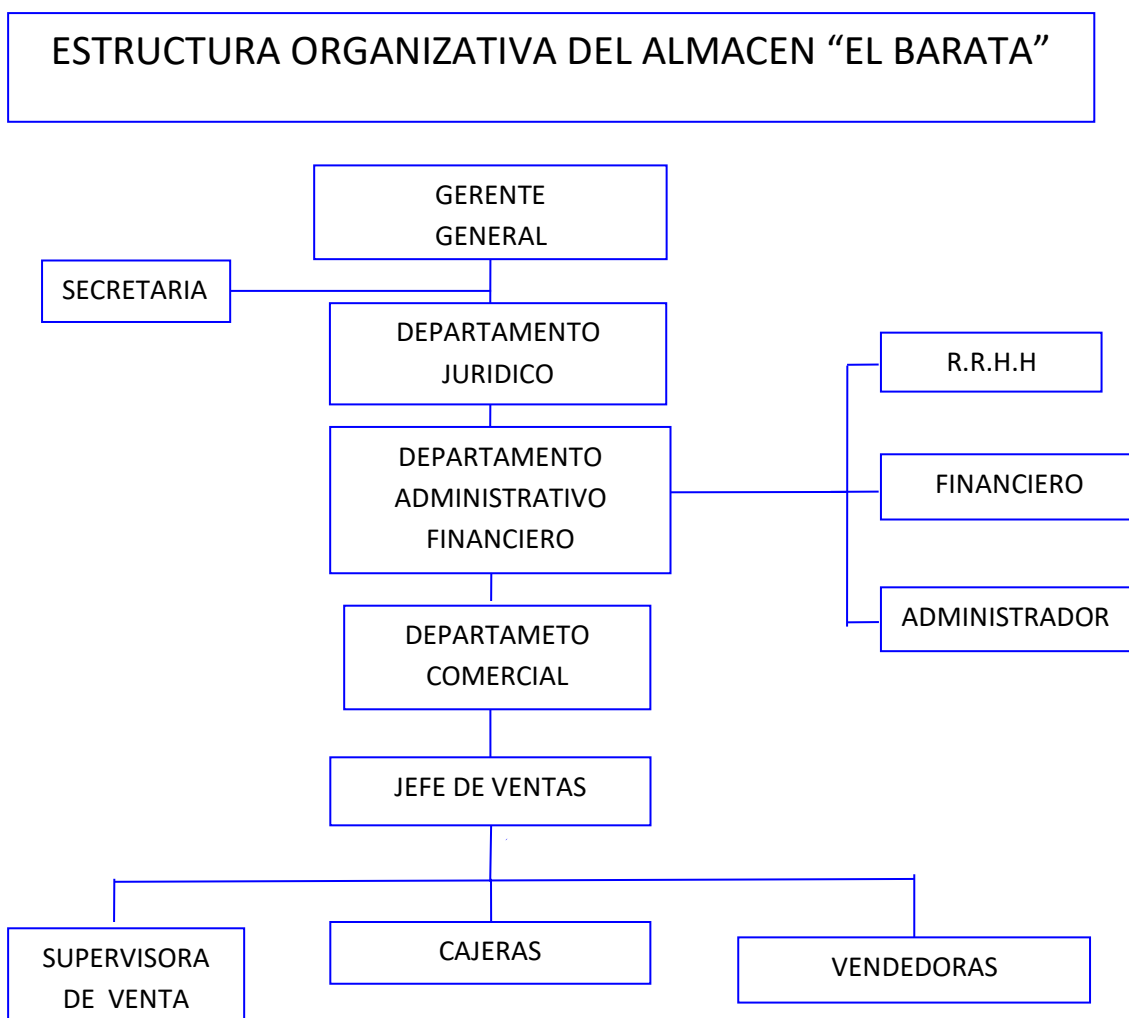 ESTRUCTURA ORGANIZATIVA DEL ALMACEN “EL BARATA”
GERENTE
GENERAL
SECRETARIA
DEPARTAMENTO
JURIDICO
R.R.H.H
DEPARTAMENTO
ADMINISTRATIVO
FINANCIERO
FINANCIERO
ADMINISTRADOR
DEPARTAMETO
COMERCIAL
JEFE DE VENTAS
SUPERVISORA
DE VENTA
CAJERAS
VENDEDORAS